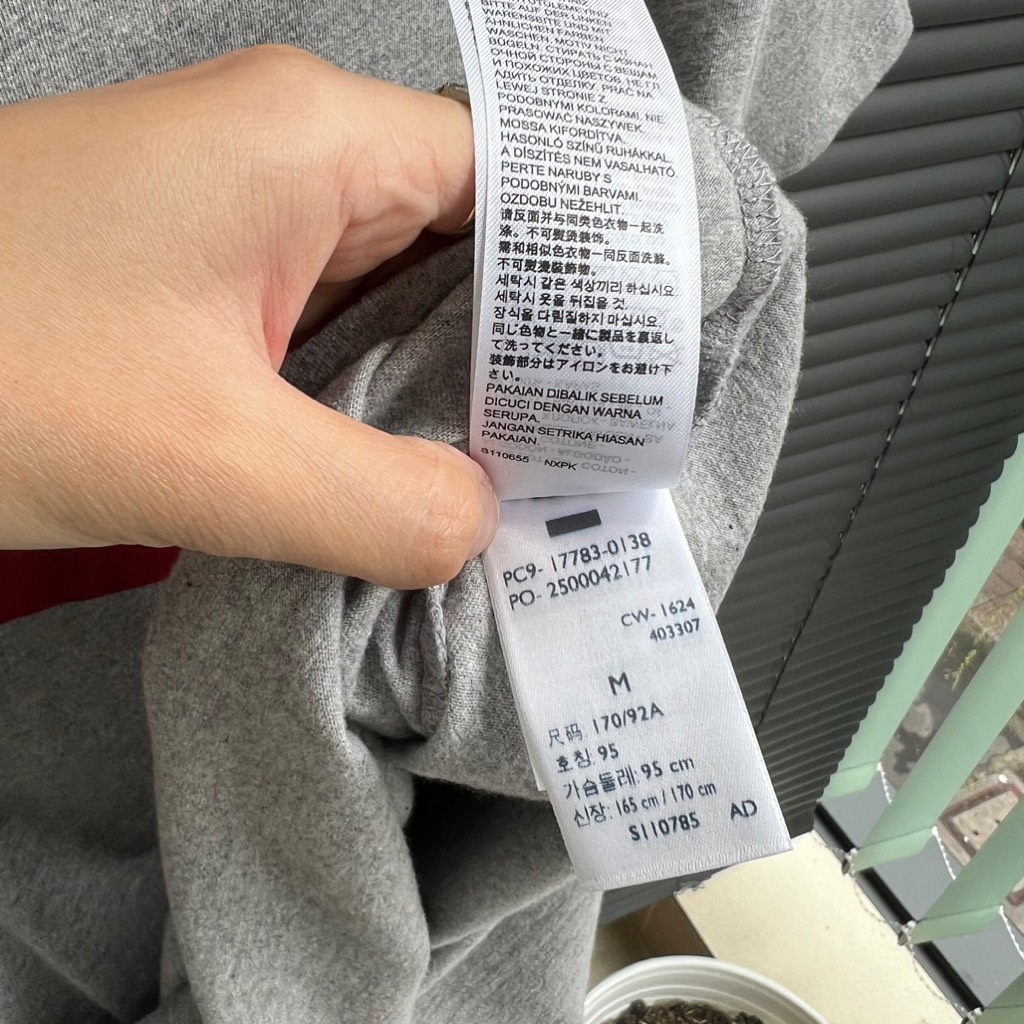 BITTE AUF DER LINKEN
WARENSEITE UND MIT
ÄHNLICHEN FARBEN
WASCHEN. MOTIV NICHT
BÜGELN. СТИРАТЬ С ИЗНАН
ОЧНОЙ СТОРОНЫ С ВЕЩАМ
И ПОХОЖИХ ЦВЕТОВ. НЕ ГЛ
АДИТЬ ОТДЕЛКУ. PRAĆ NA
LEWEJ STRONIE Z
PODOBNYMI KOLORAMI. NIE
PRASOWAĆ NASZYWEK.
MOSSA KIFORDÍTVA,
HASONLÓ SZÍNŰ RUHÁKKAL.
A DÍSZÍTÉS NEM VASALHATÓ.
PERTE NARUBY S
PODOBNÝMI BARVAMI.
OZDOBU NEŽEHLIT.
请反面并与同类色衣物一起洗
涤。不可熨烫装饰。
需和相似色衣物一同反面洗滌。
不可熨燙裝飾物。
세탁시 같은 색상끼리 하십시요.
세탁시 옷을 뒤집을 것.
장식을 다림질하지 마십시요.
同じ色物と一緒に製品を裏返し
て洗ってください。
装飾部分はアイロンをお避け下
さい。
PAKAIAN DIBALIK SEBELUM
DICUCI DENGAN WARNA
SERUPA.
JANGAN SETRIKA HIASAN
PAKAIAN.
S110655 NXPK
PC9- 17783-0138
PO- 2500042177
CW- 1624
403307
M
尺码: 170/92A
호칭: 95
가슴둘레: 95 cm
신장: 165 cm / 170 cm
S110785 AD